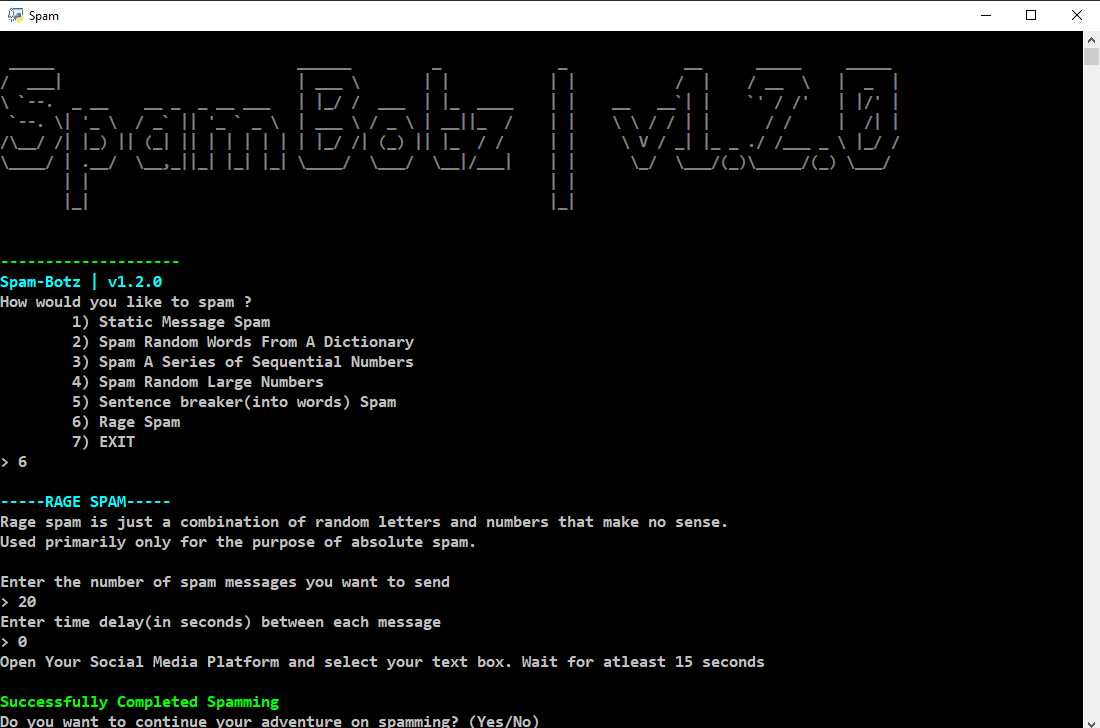 Spam
SpamBotz | v1.2.0
--------------------
Spam-Botz | v1.2.0
How would you like to spam ?
1) Static Message Spam
2) Spam Random Words From A Dictionary
3) Spam A Series of Sequential Numbers
4) Spam Random Large Numbers
5) Sentence breaker(into words) Spam
6) Rage Spam
7) EXIT
> 6
-----RAGE SPAM-----
Rage spam is just a combination of random letters and numbers that make no sense.
Used primarily only for the purpose of absolute spam.
Enter the number of spam messages you want to send
> 20
Enter time delay(in seconds) between each message
> 0
Open Your Social Media Platform and select your text box. Wait for atleast 15 seconds
Successfully Completed Spamming
Do you want to continue your adventure on spamming? (Yes/No)